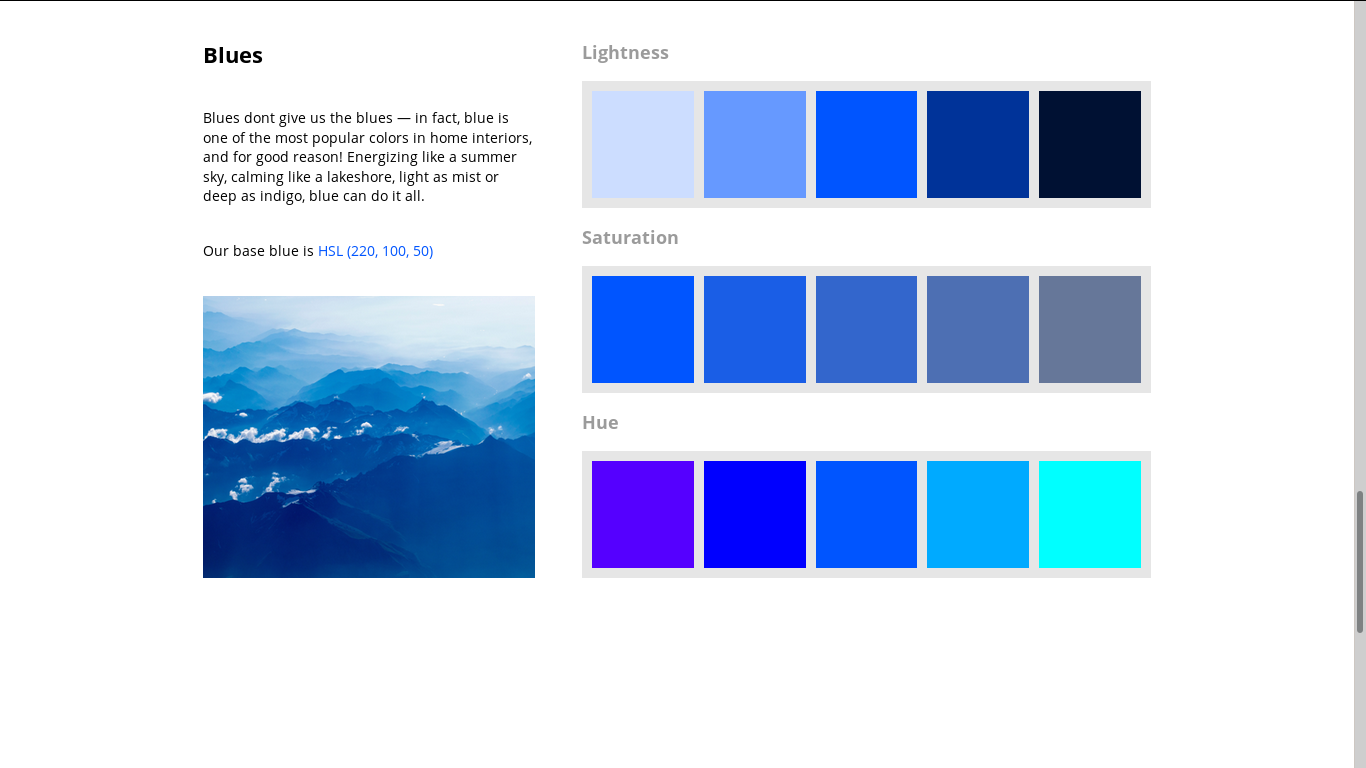 Blues
Blues dont give us the blues — in fact, blue is
one of the most popular colors in home interiors,
and for good reason! Energizing like a summer
sky, calming like a lakeshore, light as mist or
deep as indigo, blue can do it all.
Our base blue is HSL (220, 100, 50)
Lightness
Saturation
Hue